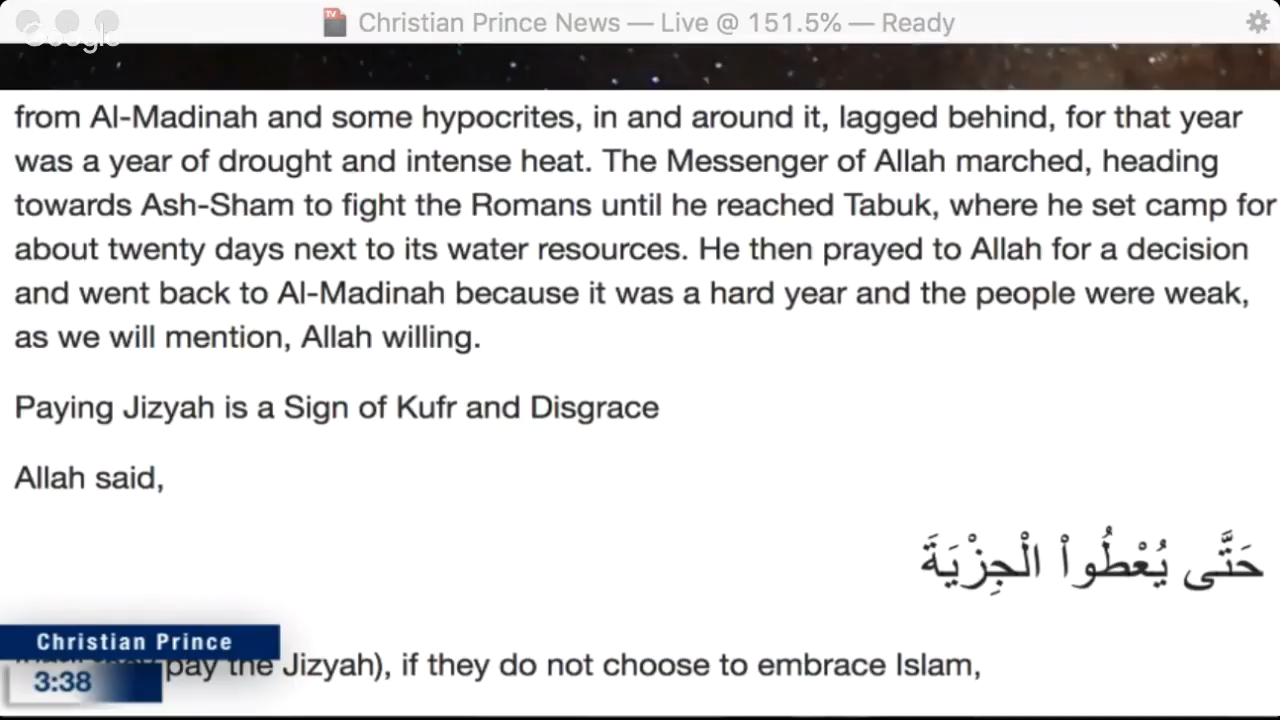 Christian Prince News — Live @ 151.5% — Ready
Google
from Al-Madinah and some hypocrites, in and around it, lagged behind, for that year
was a year of drought and intense heat. The Messenger of Allah marched, heading
towards Ash-Sham to fight the Romans until he reached Tabuk, where he set camp for
about twenty days next to its water resources. He then prayed to Allah for a decision
and went back to Al-Madinah because it was a hard year and the people were weak,
as we will mention, Allah willing.
Paying Jizyah is a Sign of Kufr and Disgrace
Allah said,
حَتَّى يُعْطُواْ الْجِزْيَةَ
Christian Prince
pay the Jizyah), if they do not choose to embrace Islam,
3:38